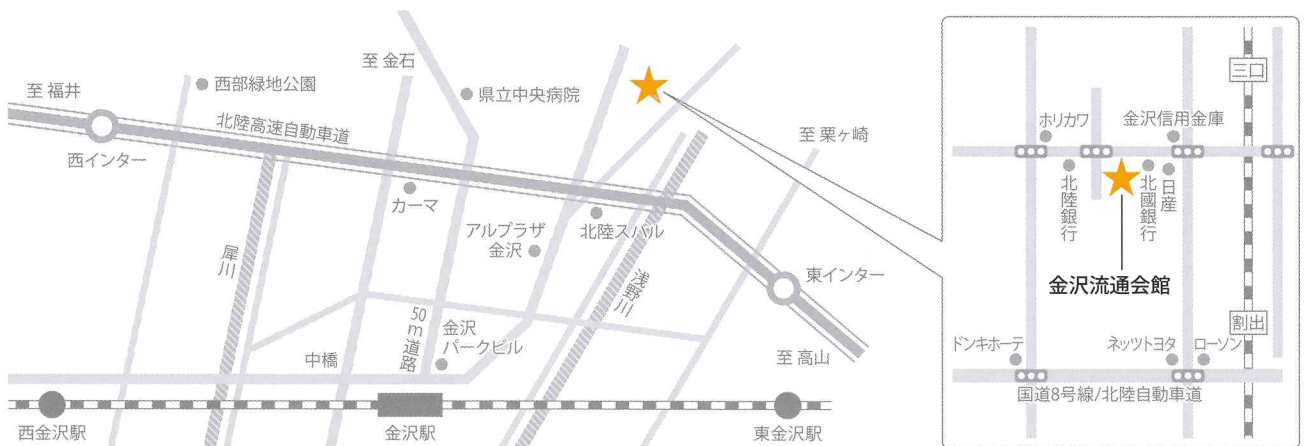 至 福井
西インター
西部緑地公園
北陸高速自動車道
至 金石
県立中央病院
カーマ
アルプラザ
金沢
北陸スバル
至 栗ヶ崎
東インター
至 高山
犀川
浅野川
50m道路
金沢
パークビル
中橋
西金沢駅
金沢駅
東金沢駅
三口
ホリカワ
金沢信用金庫
北陸銀行
北國銀行
日産
金沢流通会館
割出
ドンキホーテ
ネッツトヨタ
ローソン
国道8号線/北陸自動車道